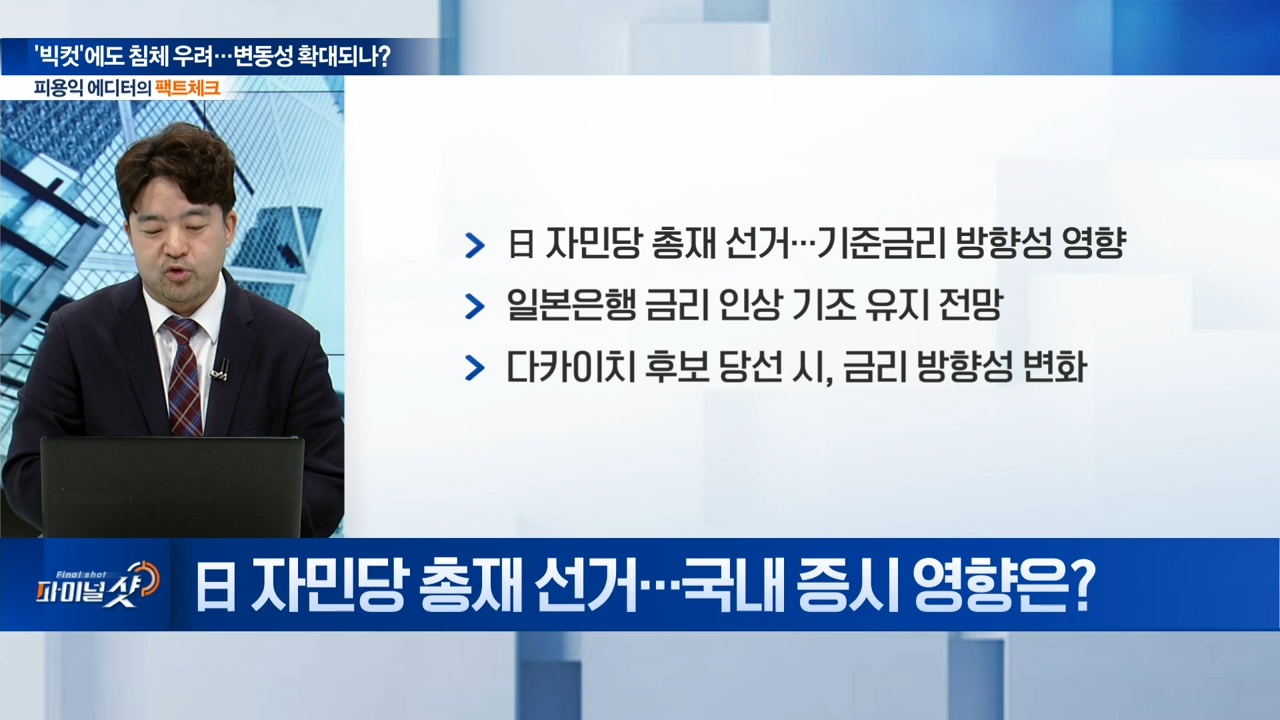 '빅컷'에도 침체 우려…변동성 확대되나?
피용익 에디터의 팩트체크
日 자민당 총재 선거…기준금리 방향성 영향
일본은행 금리 인상 기조 유지 전망
다카이치 후보 당선 시, 금리 방향성 변화
Final shot
파이널샷
日 자민당 총재 선거…국내 증시 영향은?